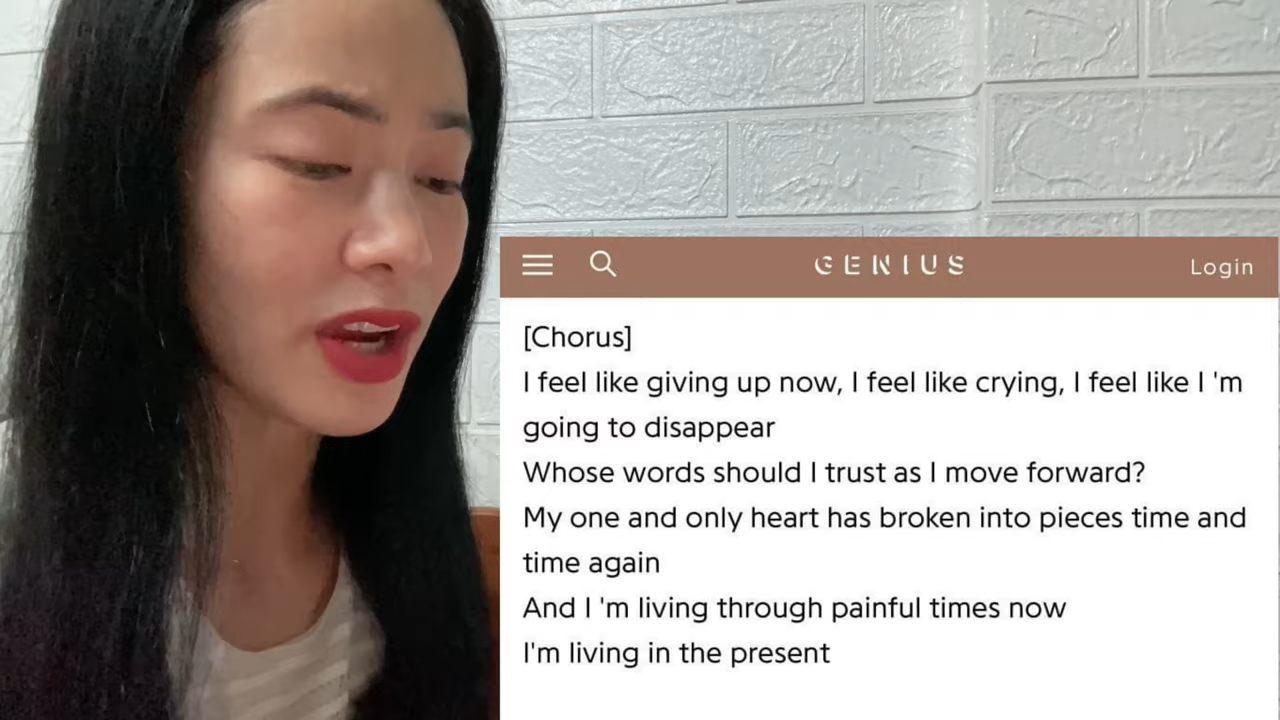 GENIUS
Login
[Chorus]
I feel like giving up now, I feel like crying, I feel like I 'm
going to disappear
Whose words should I trust as I move forward?
My one and only heart has broken into pieces time and
time again
And I 'm living through painful times now
I'm living in the present